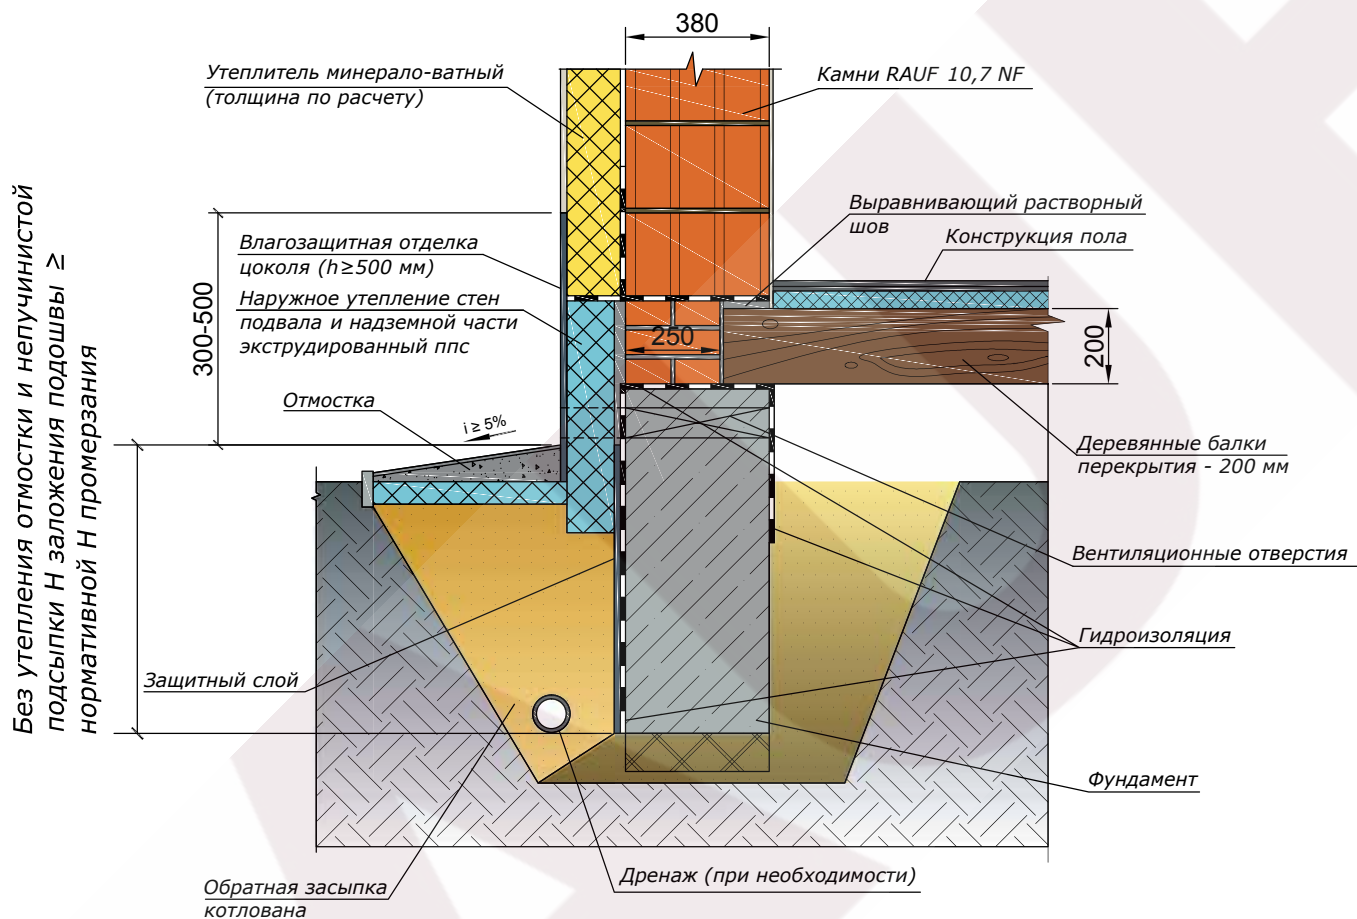 380
Утеплитель минерало-ватный
(толщина по расчету)
Камни RAUF 10,7 NF
Выравнивающий растворный
шов
Конструкция пола
Влагозащитная отделка
цоколя (h≥500 мм)
Наружное утепление стен
подвала и надземной части
экструдированный ппс
300-500
250
200
Отмостка
i ≥ 5%
Деревянные балки
перекрытия - 200 мм
Без утепления отмостки и непучинистой
подсыпки Н заложения подошвы ≥
нормативной Н промерзания
Вентиляционные отверстия
Гидроизоляция
Защитный слой
Фундамент
Дренаж (при необходимости)
Обратная засыпка
котлована